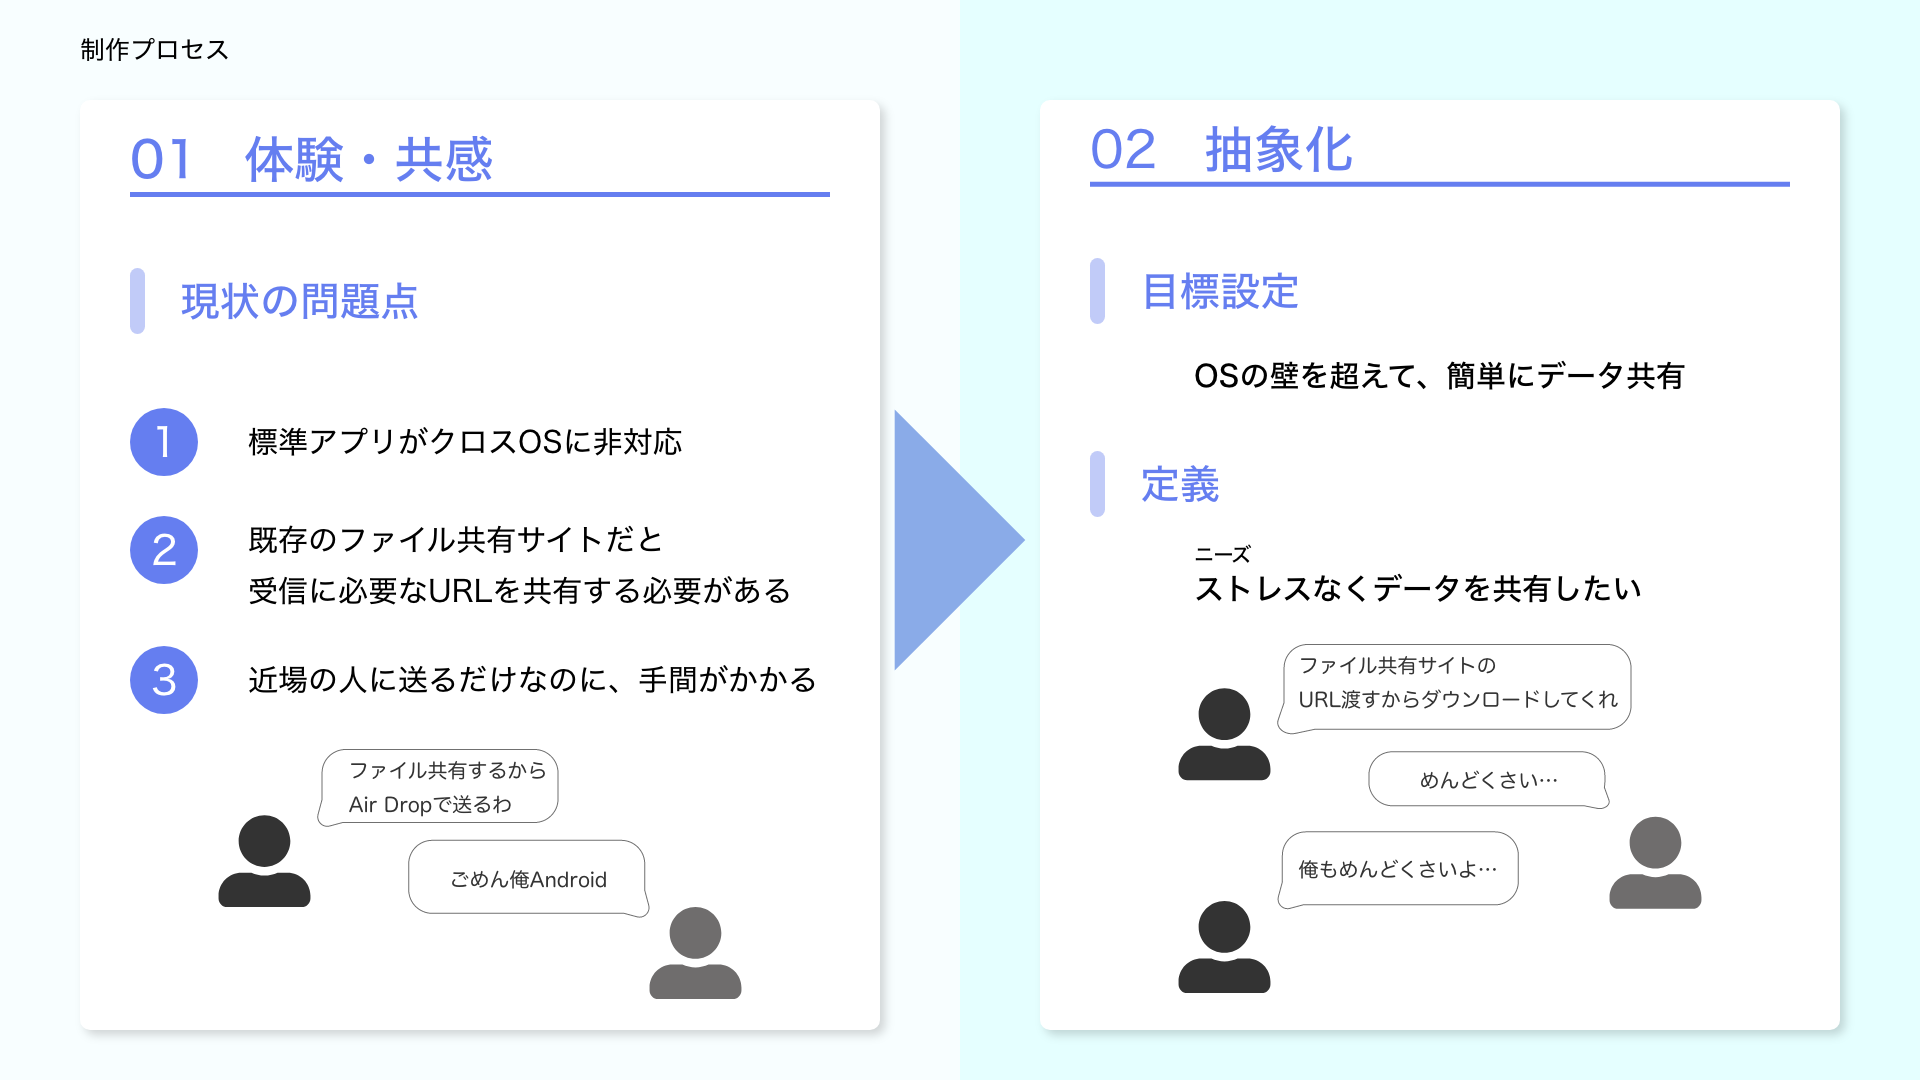 制作プロセス
01 体験・共感
現状の問題点
1 標準アプリがクロスOSに非対応
2 既存のファイル共有サイトだと
受信に必要なURLを共有する必要がある
3 近場の人に送るだけなのに、手間がかかる
ファイル共有するから
Air Dropで送るわ
ごめん俺Android
02 抽象化
目標設定
OSの壁を超えて、簡単にデータ共有
定義
ニーズ
ストレスなくデータを共有したい
ファイル共有サイトの
URL渡すからダウンロードしてくれ
めんどくさい…
俺もめんどくさいよ…